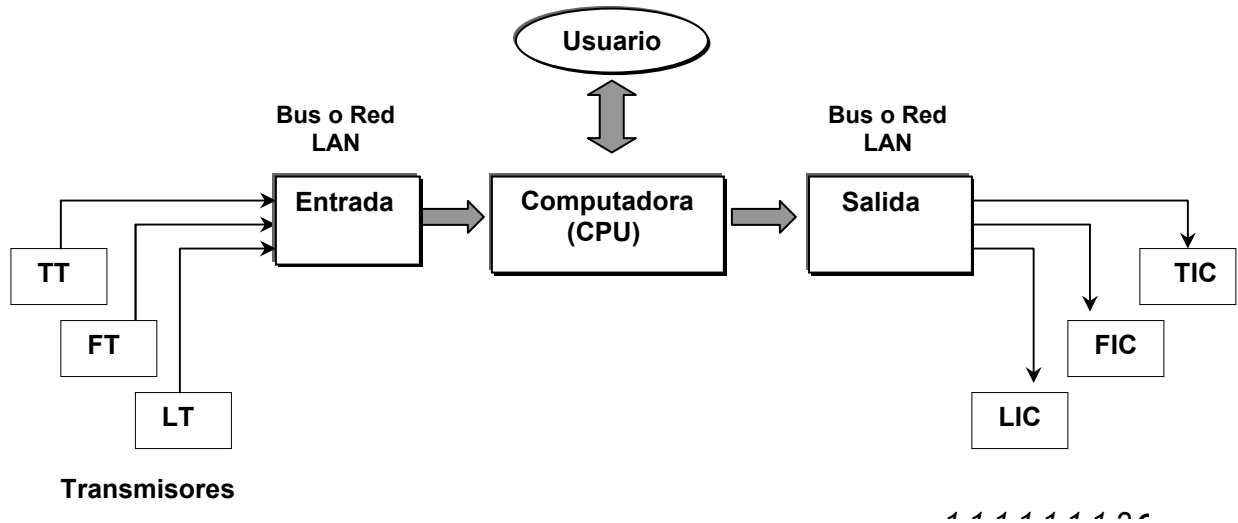 Usuario
Bus o Red
LAN
Bus o Red
LAN
Entrada
Computadora
(CPU)
Salida
TT
TIC
FT
FIC
LT
LIC
Transmisores